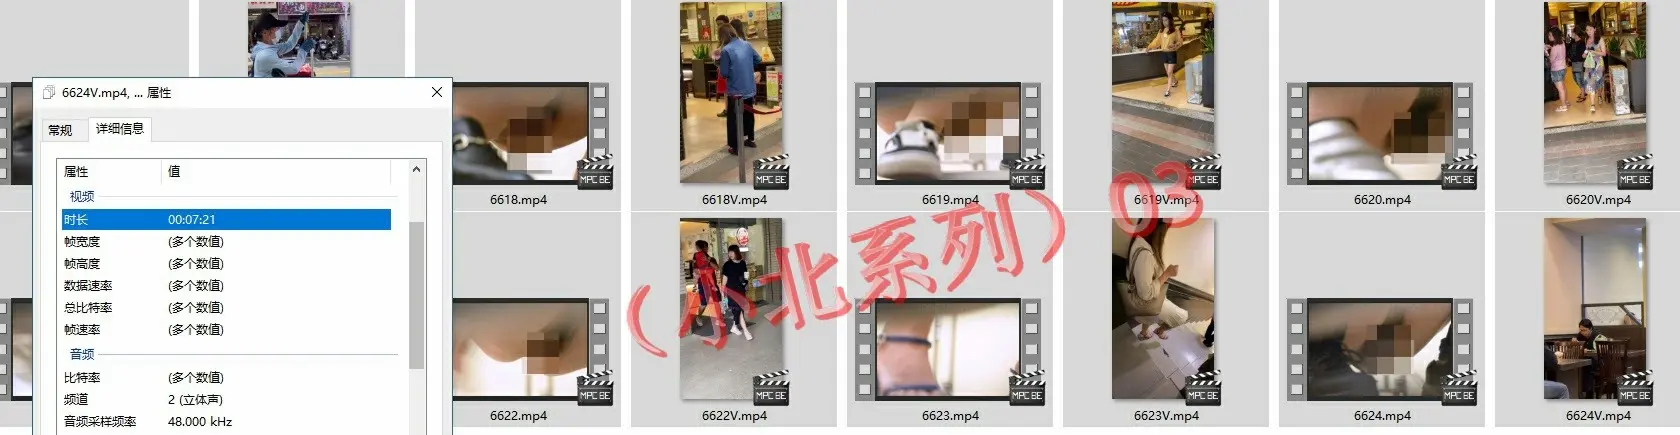 6624V.mp4, ... 属性
常规
详细信息
属性
值
视频
时长
00:07:21
帧宽度
(多个数值)
帧高度
(多个数值)
数据速率
(多个数值)
总比特率
(多个数值)
帧速率
(多个数值)
音频
比特率
(多个数值)
频道
2 (立体声)
音频采样频率
48.000 kHz
MPC BE
6618.mp4
MPC BE
6618V.mp4
MPC BE
6619.mp4
MPC BE
6619V.mp4
MPC BE
6620.mp4
MPC BE
6620V.mp4
(小北系列) 03
MPC BE
6622.mp4
MPC BE
6622V.mp4
MPC BE
6623.mp4
MPC BE
6623V.mp4
MPC BE
6624.mp4
MPC BE
6624V.mp4